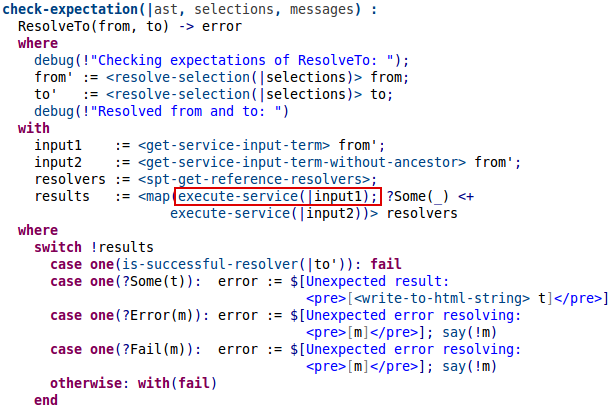 check-expectation(|ast, selections, messages) :
ResolveTo(from, to) -> error
where
debug(!"Checking expectations of ResolveTo: ");
from' := <resolve-selection(|selections)> from;
to' := <resolve-selection(|selections)> to;
debug(!"Resolved from and to: ")
with
input1 := <get-service-input-term> from';
input2 := <get-service-input-term-without-ancestor> from';
resolvers := <spt-get-reference-resolvers>;
results := <map(execute-service(|input1); ?Some(_) <+
execute-service(|input2))> resolvers
where
switch !results
case one(is-successful-resolver(|to')): fail
case one(?Some(t)): error := $[Unexpected result:
<pre>[<write-to-html-string> t]</pre>]
case one(?Error(m)): error := $[Unexpected error resolving:
<pre>[m]</pre>]; say(!m)
case one(?Fail(m)): error := $[Unexpected error resolving:
<pre>[m]</pre>]; say(!m)
otherwise: with(fail)
end